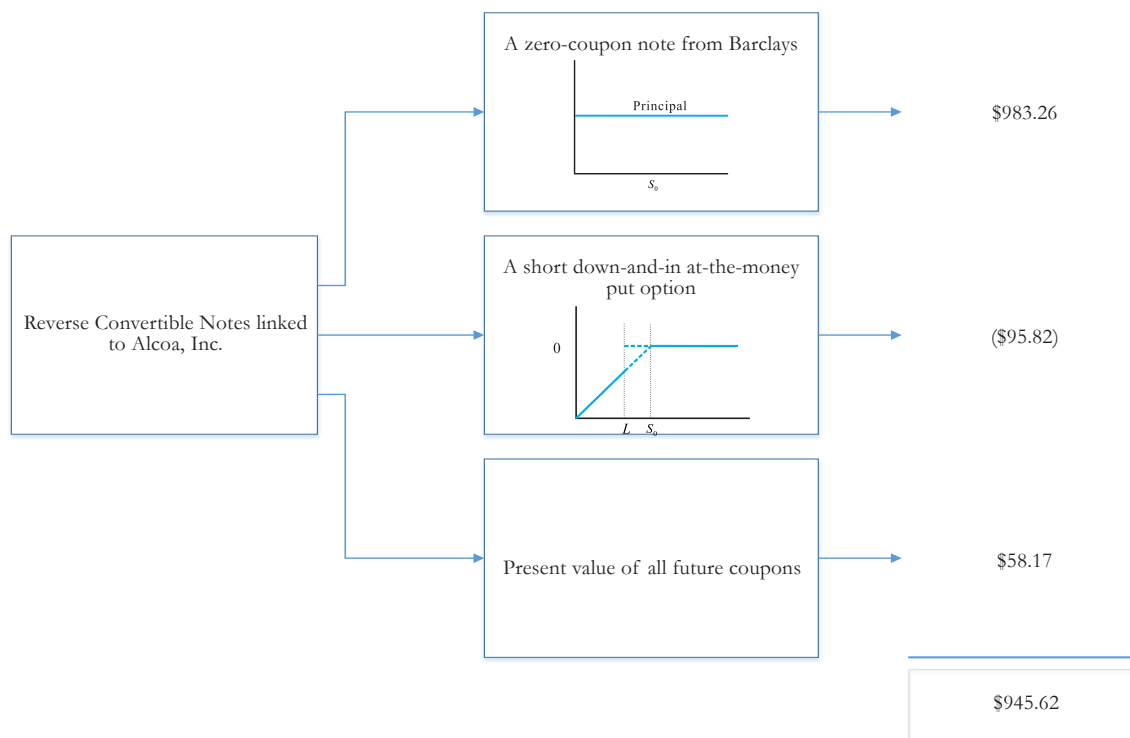 A zero-coupon note from Barclays
Principal
S₀
$983.26
Reverse Convertible Notes linked
to Alcoa, Inc.
A short down-and-in at-the-money
put option
0
L S₀
($95.82)
Present value of all future coupons
$58.17
$945.62